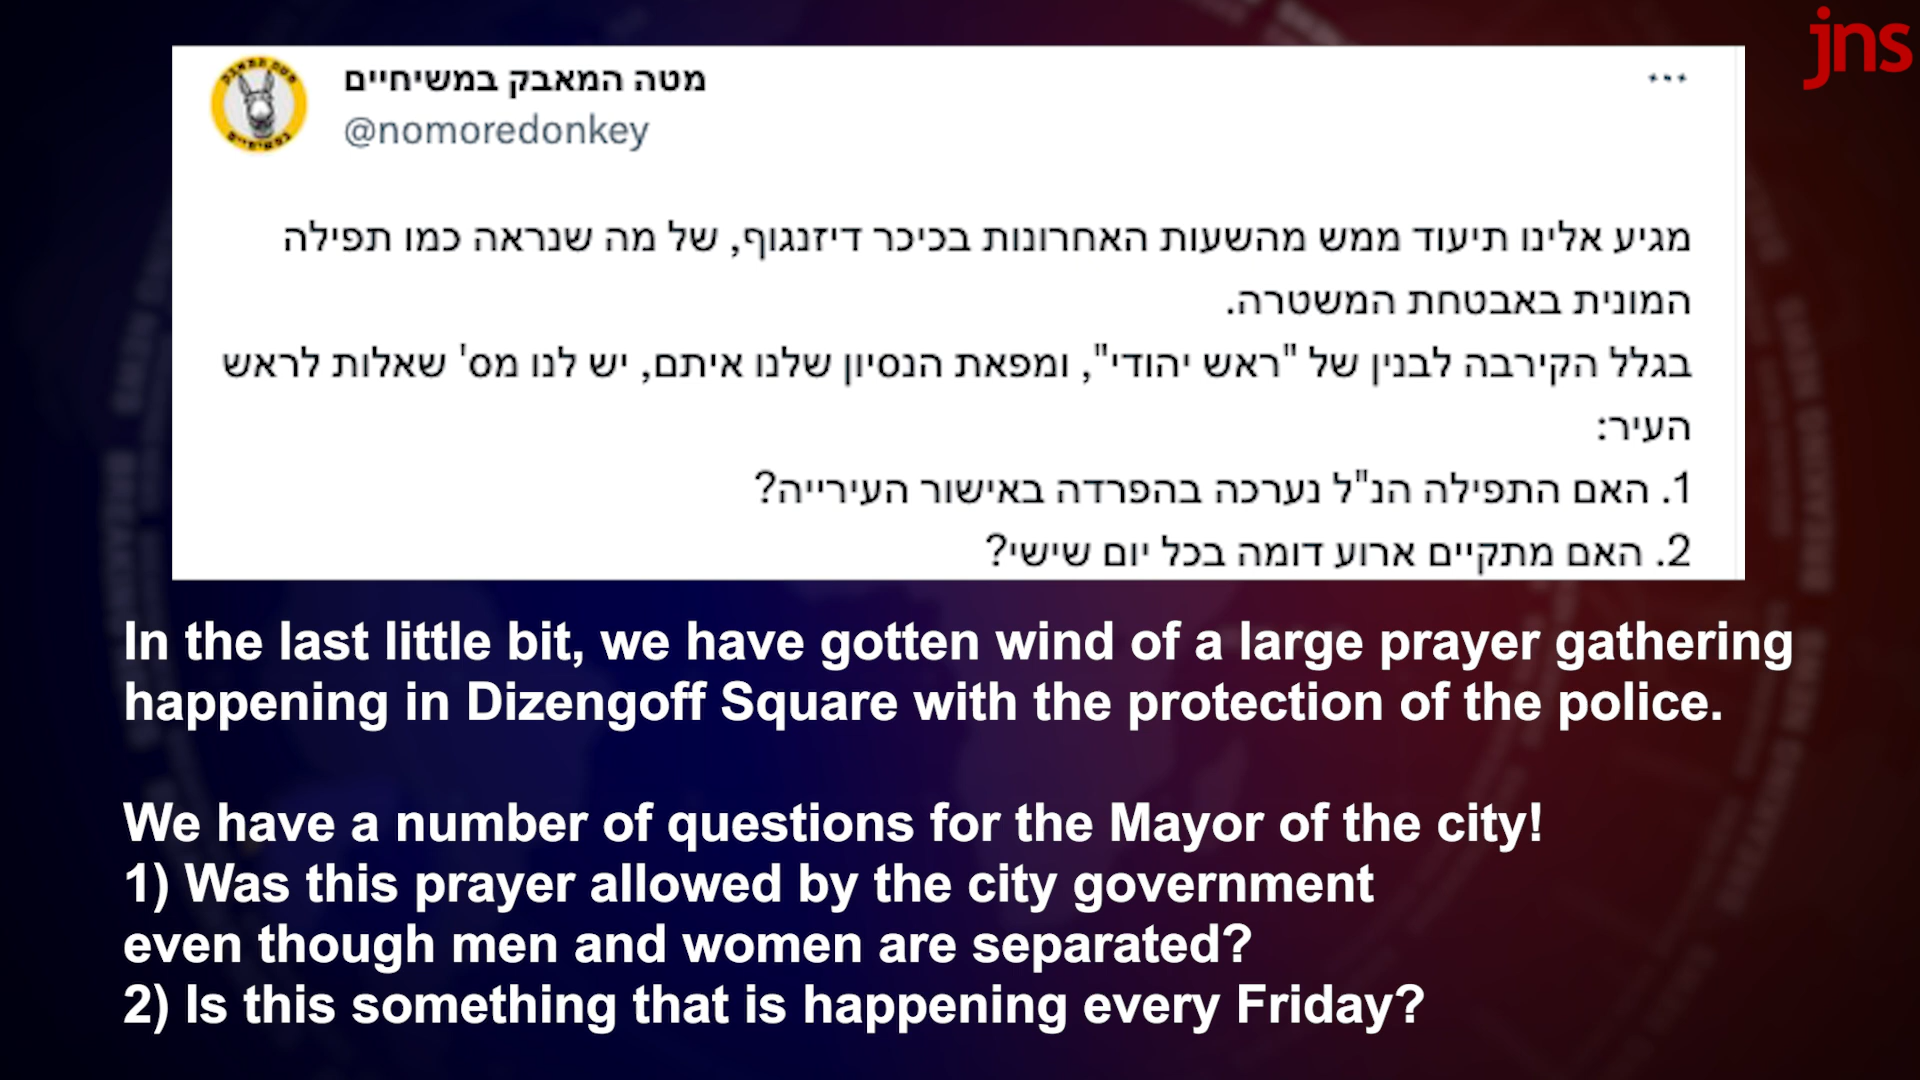 jns
מטה המאבק במשיחיים
@nomoredonkey
מטה המאבק
במשיחיים
מגיע אלינו תיעוד ממש מהשעות האחרונות בכיכר דיזנגוף, של מה שנראה כמו תפילה
המונית באבטחת המשטרה.
בגלל הקירבה לבנין של "ראש יהודי", ומפאת הנסיון שלנו איתם, יש לנו מס' שאלות לראש
העיר:
1. האם התפילה הנ"ל נערכה בהפרדה באישור העירייה?
2. האם מתקיים ארוע דומה בכל יום שישי?
In the last little bit, we have gotten wind of a large prayer gathering
happening in Dizengoff Square with the protection of the police.
We have a number of questions for the Mayor of the city!
1) Was this prayer allowed by the city government
even though men and women are separated?
2) Is this something that is happening every Friday?
BREAKING NEWS